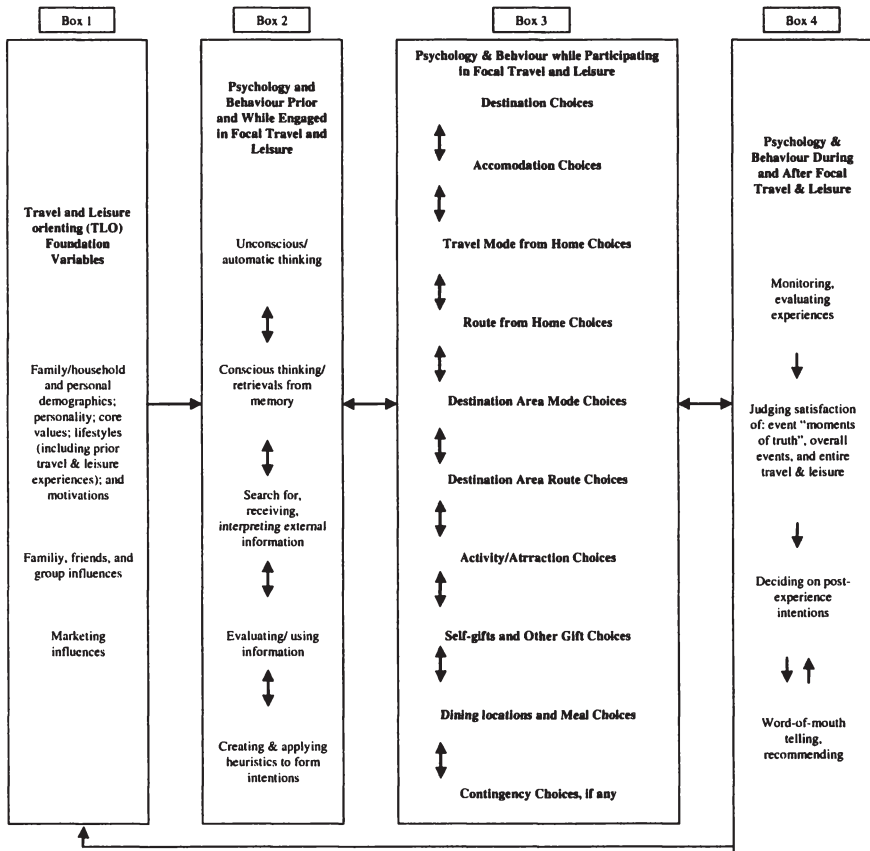 Box 1
Travel and Leisure
orienting (TLO)
Foundation
Variables
Family/household
and personal
demographics;
personality; core
values; lifestyles
(including prior
travel & leisure
experiences); and
motivations
Familiy, friends, and
group influences
Marketing
influences
Box 2
Psychology and
Behaviour Prior
and While Engaged
in Focal Travel and
Leisure
Unconscious/
automatic thinking
Conscious thinking/
retrievals from
memory
Search for,
receiving,
interpreting external
information
Evaluating/ using
information
Creating & applying
heuristics to form
intentions
Box 3
Psychology & Behviour while Participating
in Focal Travel and Leisure
Destination Choices
Accomodation Choices
Travel Mode from Home Choices
Route from Home Choices
Destination Area Mode Choices
Destination Area Route Choices
Activity/Atrraction Choices
Self-gifts and Other Gift Choices
Dining locations and Meal Choices
Contingency Choices, if any
Box 4
Psychology &
Behaviour During
and After Focal
Travel & Leisure
Monitoring,
evaluating
experiences
Judging satisfaction
of: event “moments
of truth”, overall
events, and entire
travel & leisure
Deciding on post-
experience
intentions
Word-of-mouth
telling,
recommending